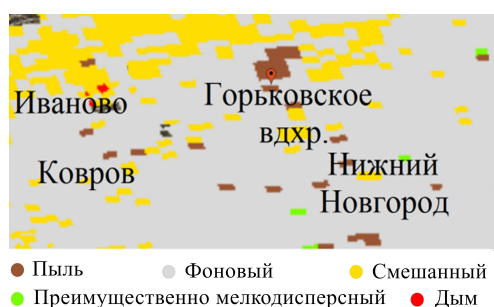 Иваново
Горьковское
вдхр.
Ковров
Нижний
Новгород
Пыль
Фоновый
Смешанный
Преимущественно мелкодисперсный
Дым